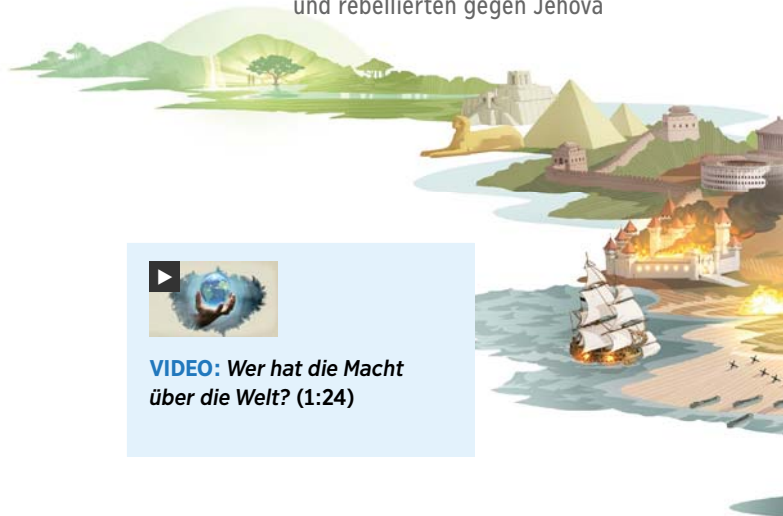 und rebellierten gegen Jehova
VIDEO: Wer hat die Macht
über die Welt? (1:24)